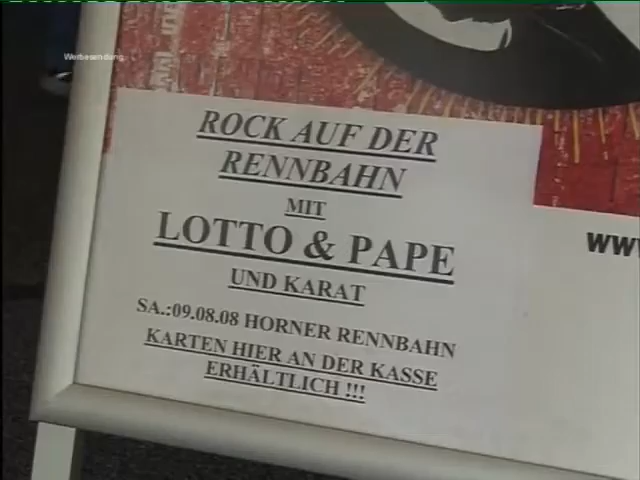 Werbesendung
ROCK AUF DER
RENNBAHN
MIT
LOTTO & PAPE
UND KARAT
SA.:09.08.08 HORNER RENNBAHN
KARTEN HIER AN DER KASSE
ERHÄLTLICH !!!